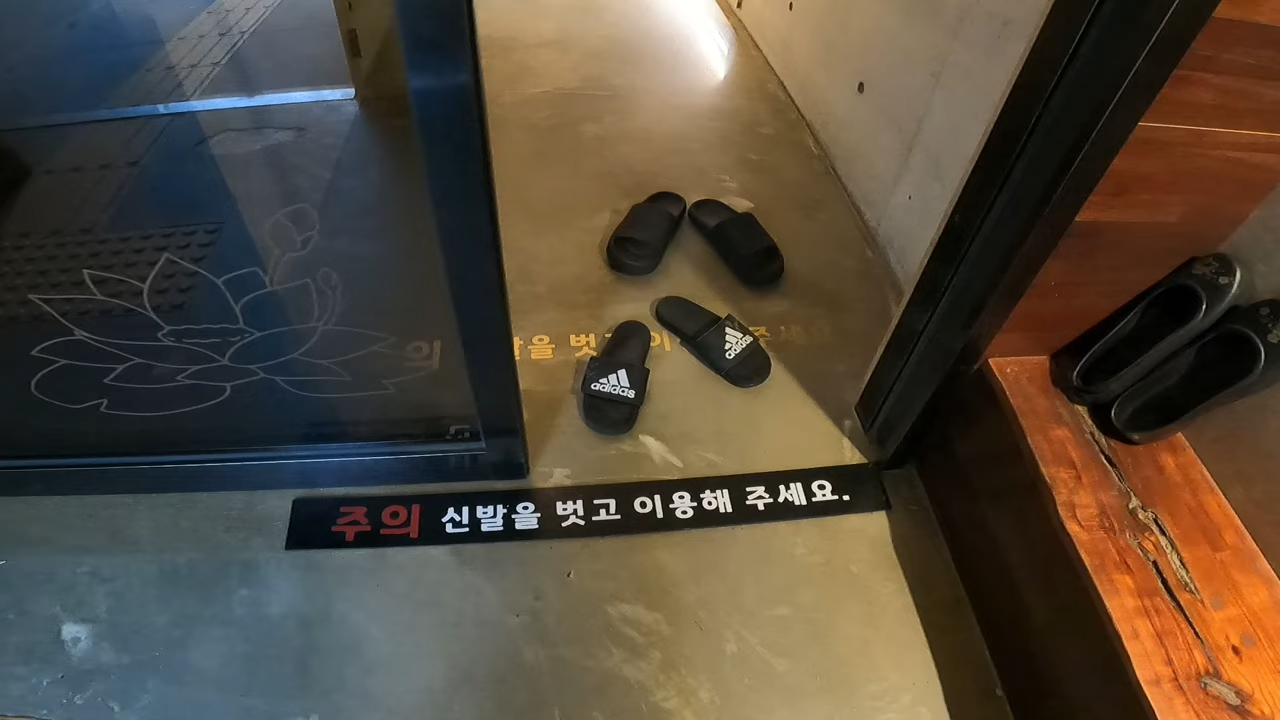 adidas
adidas
주의 신발을 벗고 이용해 주세요.